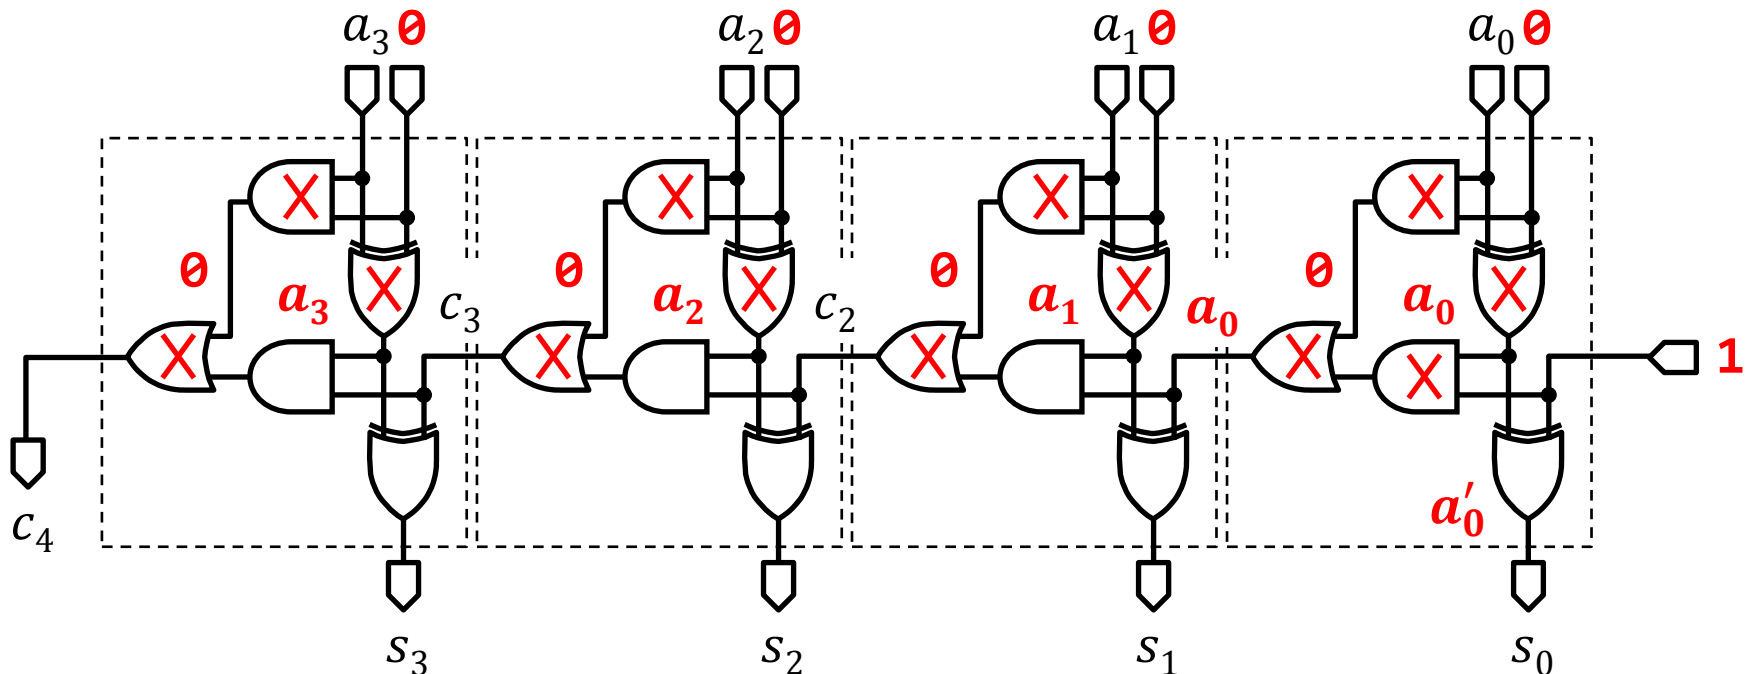 a₃ 0 a₂ 0 a₁ 0 a₀ 0
0 0 0 0
a₃ c₃ a₂ c₂ a₁ a₀ a₀
1
a′₀
c₄
s₃ s₂ s₁ s₀